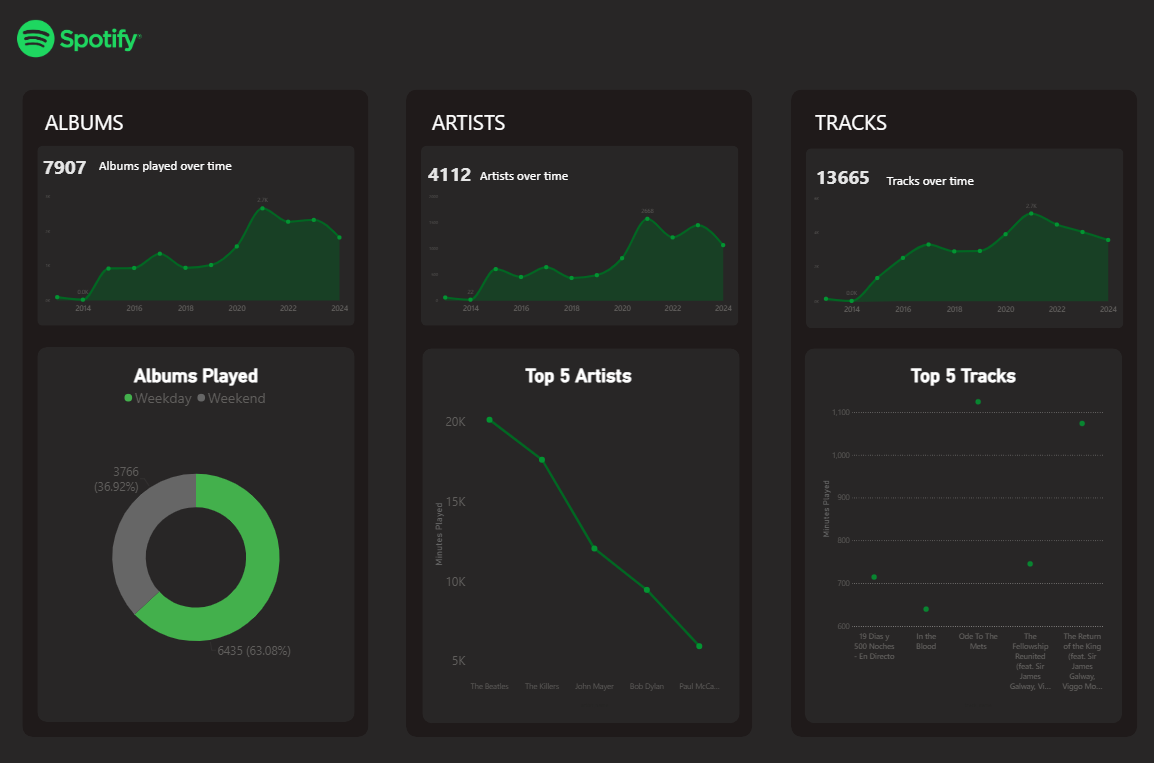 Spotify®
ALBUMS
7907 Albums played over time
2014 2016 2018 2020 2022 2024
Albums Played
Weekday Weekend
3766
(36.92%)
6435 (63.08%)
ARTISTS
4112 Artists over time
2014 2016 2018 2020 2022 2024
Top 5 Artists
20K
15K
10K
5K
Minutes Played
The Beatles The Killers John Mayer Bob Dylan Paul McCa...
TRACKS
13665 Tracks over time
2014 2016 2018 2020 2022 2024
Top 5 Tracks
1,100
1,000
900
800
700
600
Minutes Played
19 Dias y
500 Noches
- En Directo
In the
Blood
Ode To The
Mets
The
Fellowship
Reunited
(feat. Sir
James
Galway, Vi...
The Return
of the King
(feat. Sir
James
Galway,
Viggo Mo...